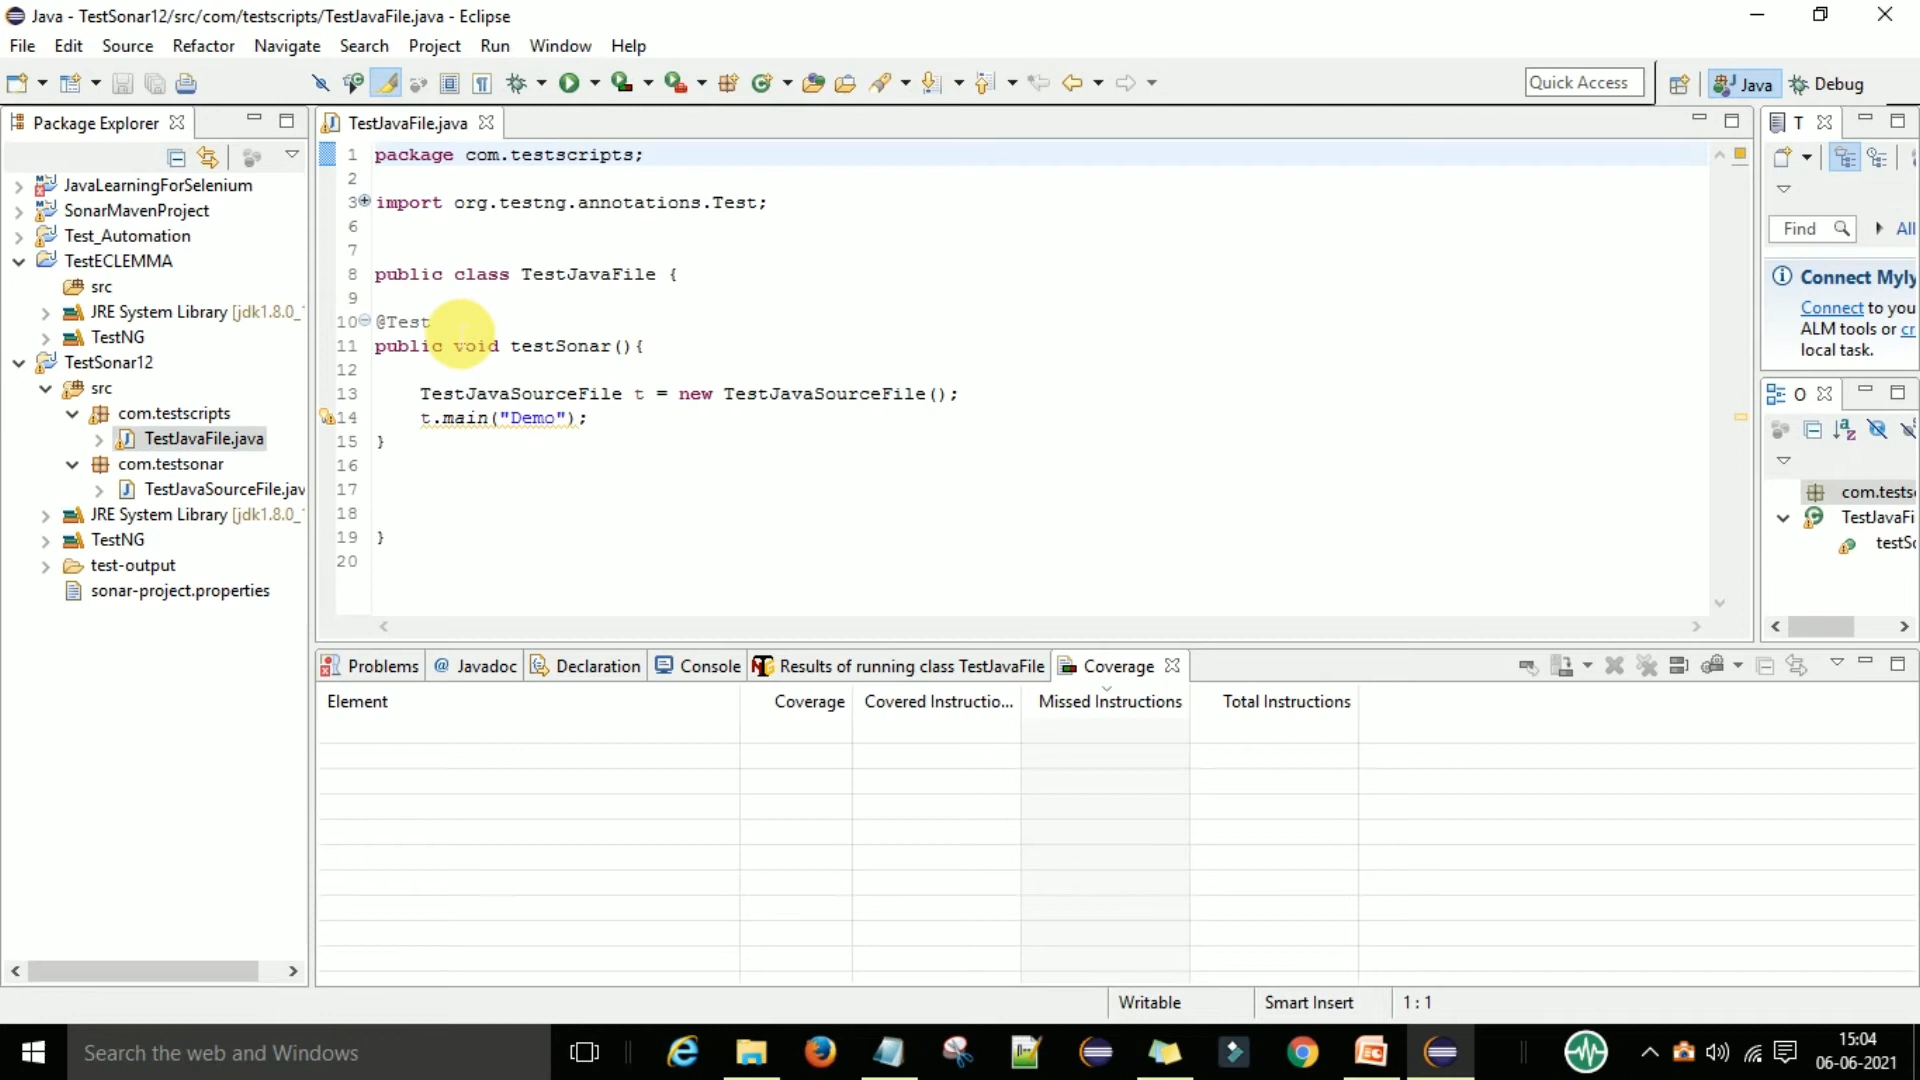 Java - TestSonar12/src/com/testscripts/TestJavaFile.java - Eclipse
File Edit Source Refactor Navigate Search Project Run Window Help
Quick Access
Java
Debug
Package Explorer
JavaLearningForSelenium
SonarMavenProject
Test_Automation
TestECLEMMA
src
JRE System Library [jdk1.8.0_
TestNG
TestSonar12
src
com.testscripts
TestJavaFile.java
com.testsonar
TestJavaSourceFile.jav
JRE System Library [jdk1.8.0_
TestNG
test-output
sonar-project.properties
TestJavaFile.java
1 package com.testscripts;
2
3 import org.testng.annotations.Test;
6
7
8 public class TestJavaFile {
9
10 @Test
11 public void testSonar(){
12
13 TestJavaSourceFile t = new TestJavaSourceFile();
14 t.main("Demo");
15 }
16
17
18
19 }
20
T
Find
All
Connect Myly
Connect to you
ALM tools or cr
local task.
O
com.tests
TestJavaFi
testSo
Problems
@ Javadoc
Declaration
Console
Results of running class TestJavaFile
Coverage
Element Coverage Covered Instructio... Missed Instructions Total Instructions
Writable Smart Insert 1 : 1
Search the web and Windows
15:04
06-06-2021